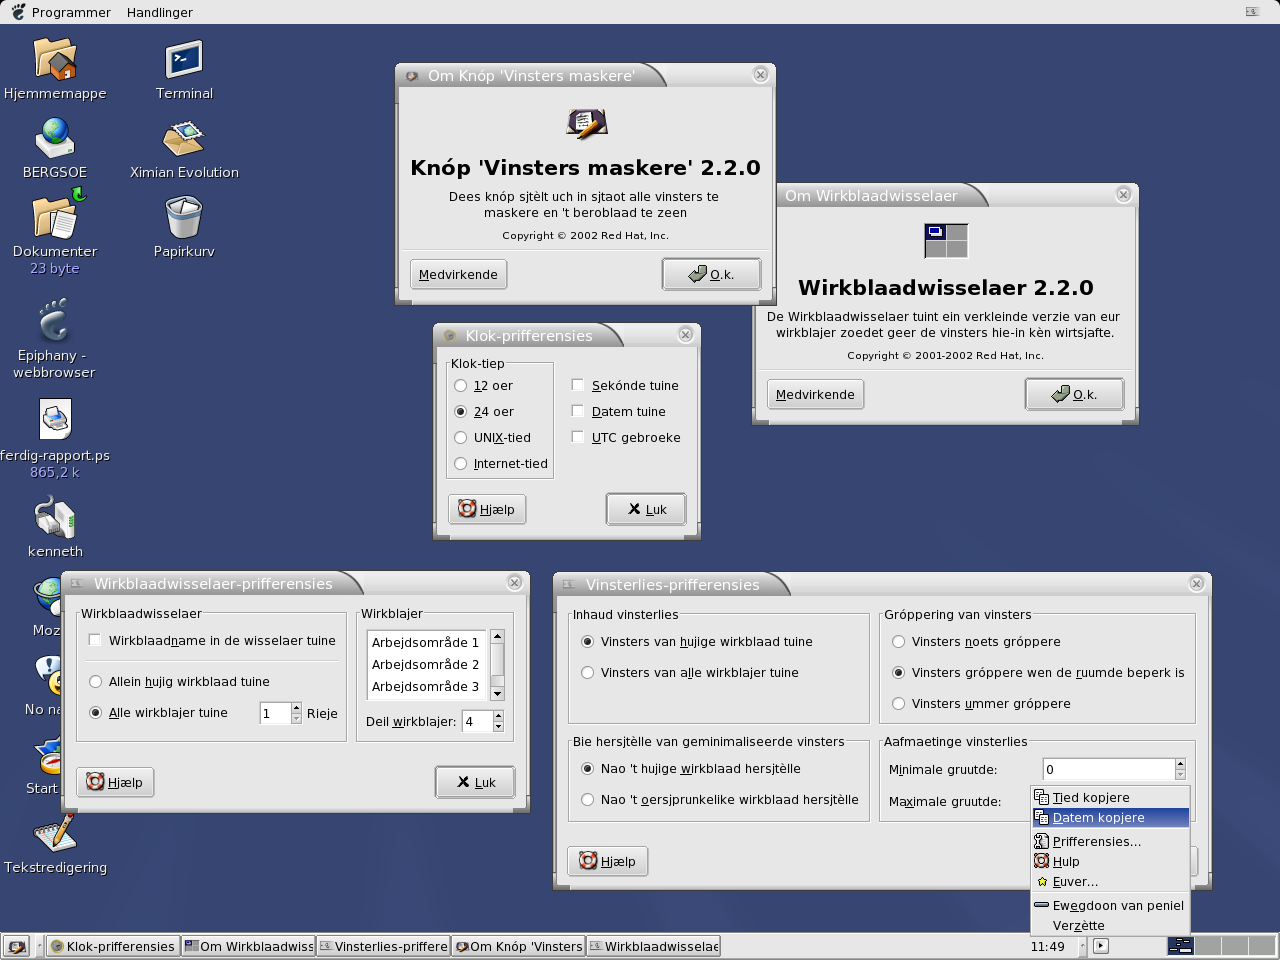 Programmer Handlinger
Hjemmemappe
Terminal
BERGSOE
Ximian Evolution
Dokumenter
23 byte
Papirkurv
Epiphany -
webbrowser
ferdig-rapport.ps
865,2 k
kenneth
Moz
No na
Start
Tekstredigering
Om Knóp 'Vinsters maskere'
Knóp 'Vinsters maskere' 2.2.0
Dees knóp sjtèlt uch in sjtaot alle vinsters te
maskere en 't beroblaad te zeen
Copyright © 2002 Red Hat, Inc.
Medvirkende
O.k.
Om Wirkblaadwisselaer
Wirkblaadwisselaer 2.2.0
De Wirkblaadwisselaer tuint ein verkleinde verzie van eur
wirkblajer zoedet geer de vinsters hie-in kèn wirtsjafte.
Copyright © 2001-2002 Red Hat, Inc.
Medvirkende
O.k.
Klok-prifferensies
Klok-tiep
12 oer
24 oer
UNIX-tied
Internet-tied
Sekónde tuine
Datem tuine
UTC gebroeke
Hjælp
Luk
Wirkblaadwisselaer-prifferensies
Wirkblaadwisselaer
Wirkblaadname in de wisselaer tuine
Allein hujig wirkblaad tuine
Alle wirkblajer tuine
1
Rieje
Wirkblajer
Arbejdsområde 1
Arbejdsområde 2
Arbejdsområde 3
Deil wirkblajer: 4
Hjælp
Luk
Vinsterlies-prifferensies
Inhaud vinsterlies
Vinsters van hujige wirkblaad tuine
Vinsters van alle wirkblajer tuine
Gróppering van vinsters
Vinsters noets gróppere
Vinsters gróppere wen de ruumde beperk is
Vinsters ummer gróppere
Bie hersjtèlle van geminimaliseerde vinsters
Nao 't hujige wirkblaad hersjtèlle
Nao 't oersjprunkelike wirkblaad hersjtèlle
Aafmaetinge vinsterlies
Minimale gruutde: 0
Maximale gruutde:
Hjælp
Tied kopjere
Datem kopjere
Prifferensies...
Hulp
Euver...
Ewegdoon van peniel
Verzètte
Klok-prifferensies
Om Wirkblaadwiss
Vinsterlies-priffere
Om Knóp 'Vinsters
Wirkblaadwisselae
11:49